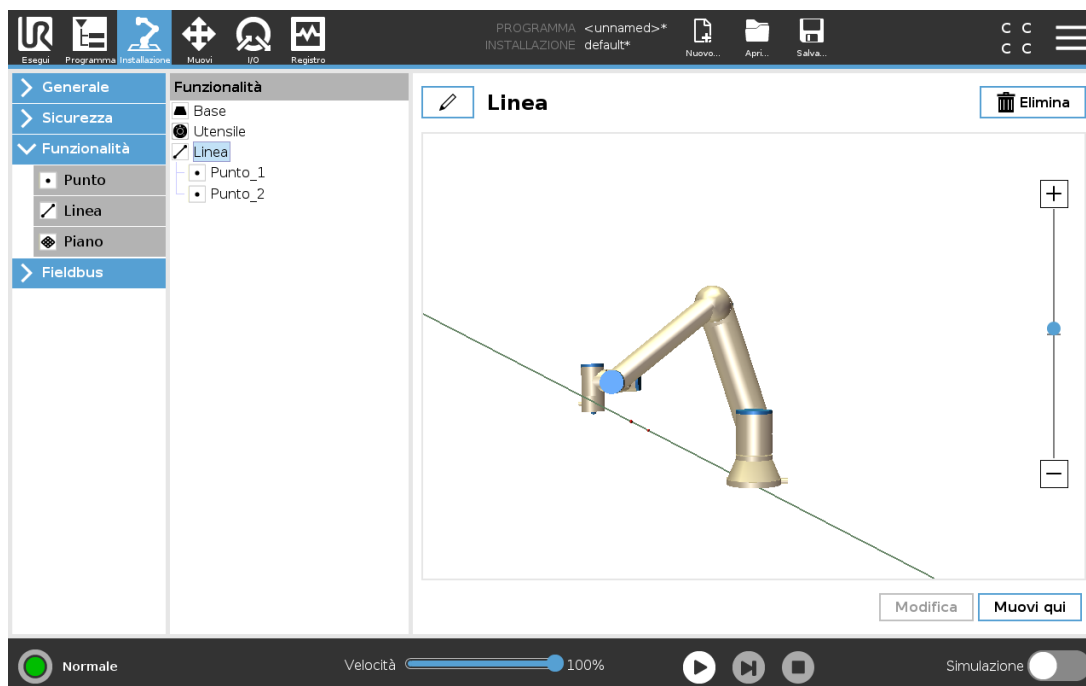 UR
PROGRAMMA <unnamed>*
INSTALLAZIONE default*
C C
C C
Esegui Programma Installazione Muovi I/O Registro
Nuovo... Apri... Salva...
Generale
Sicurezza
Funzionalità
Punto
Linea
Piano
Fieldbus
Funzionalità
Base
Utensile
Linea
Punto_1
Punto_2
Linea
Elimina
Modifica Muovi qui
Normale
Velocità 100%
Simulazione